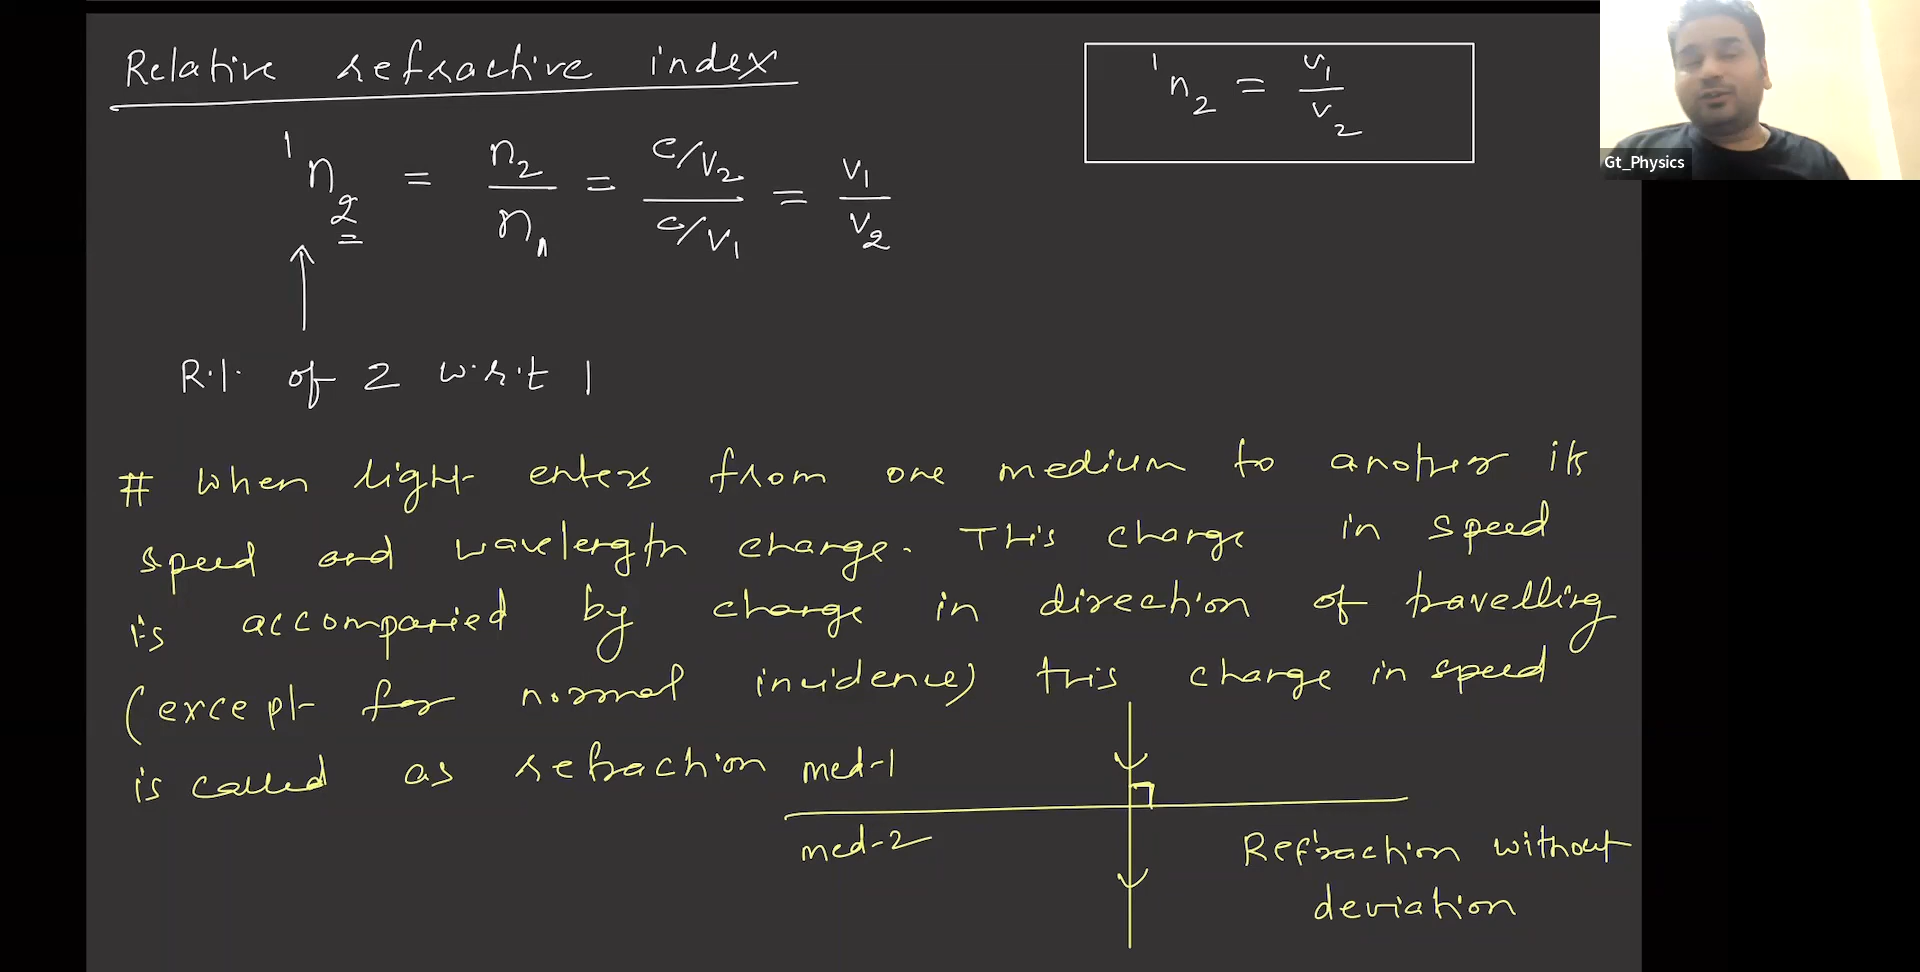 Relative refractive index
¹n₂ = n₂/n₁ = (c/v₂)/(c/v₁) = v₁/v₂
¹n₂ = v₁/v₂
Gt_Physics
R.I. of 2 w.r.t 1
# When light enters from one medium to another its
speed and wavelength change. This change in speed
is accompanied by change in direction of travelling
(except for normal incidence) this change in speed
is called as refraction
med-1
med-2
Refraction without
deviation